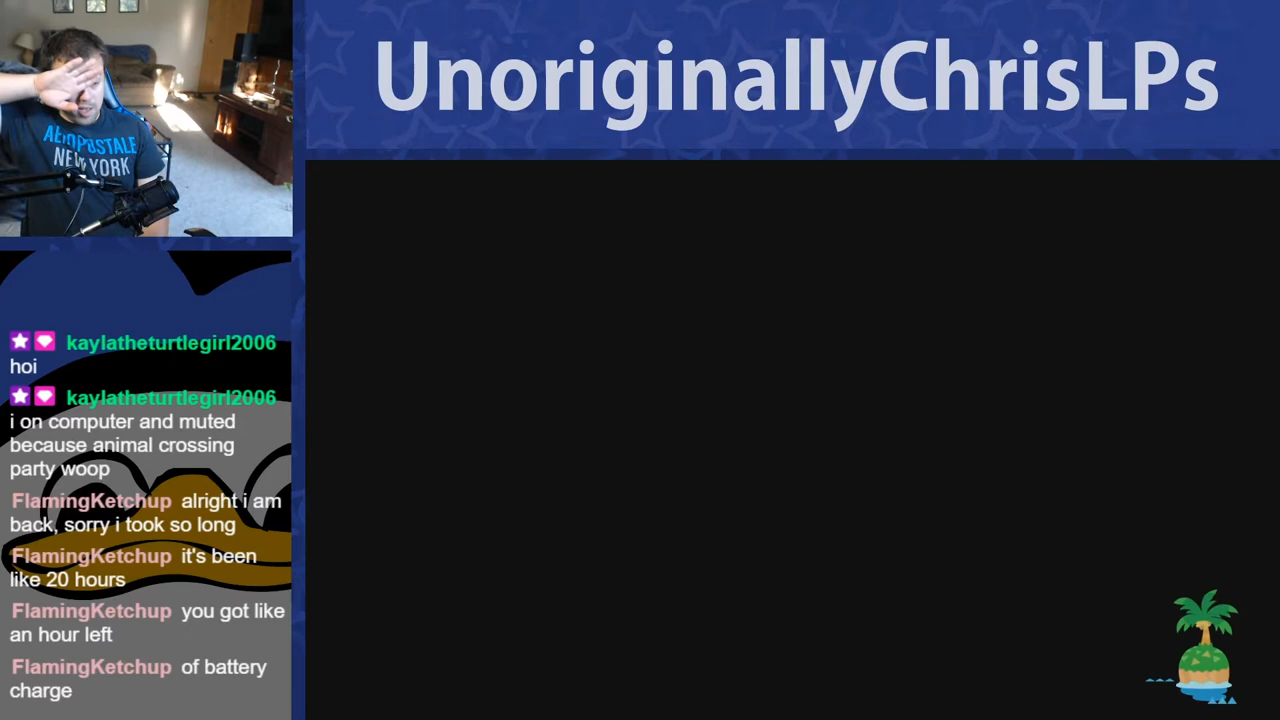 UnoriginallyChrisLPs
AEROPOSTALE
NEW YORK
kaylatheturtlegirl2006
hoi
kaylatheturtlegirl2006
i on computer and muted
because animal crossing
party woop
FlamingKetchup alright i am
back, sorry i took so long
FlamingKetchup it's been
like 20 hours
FlamingKetchup you got like
an hour left
FlamingKetchup of battery
charge